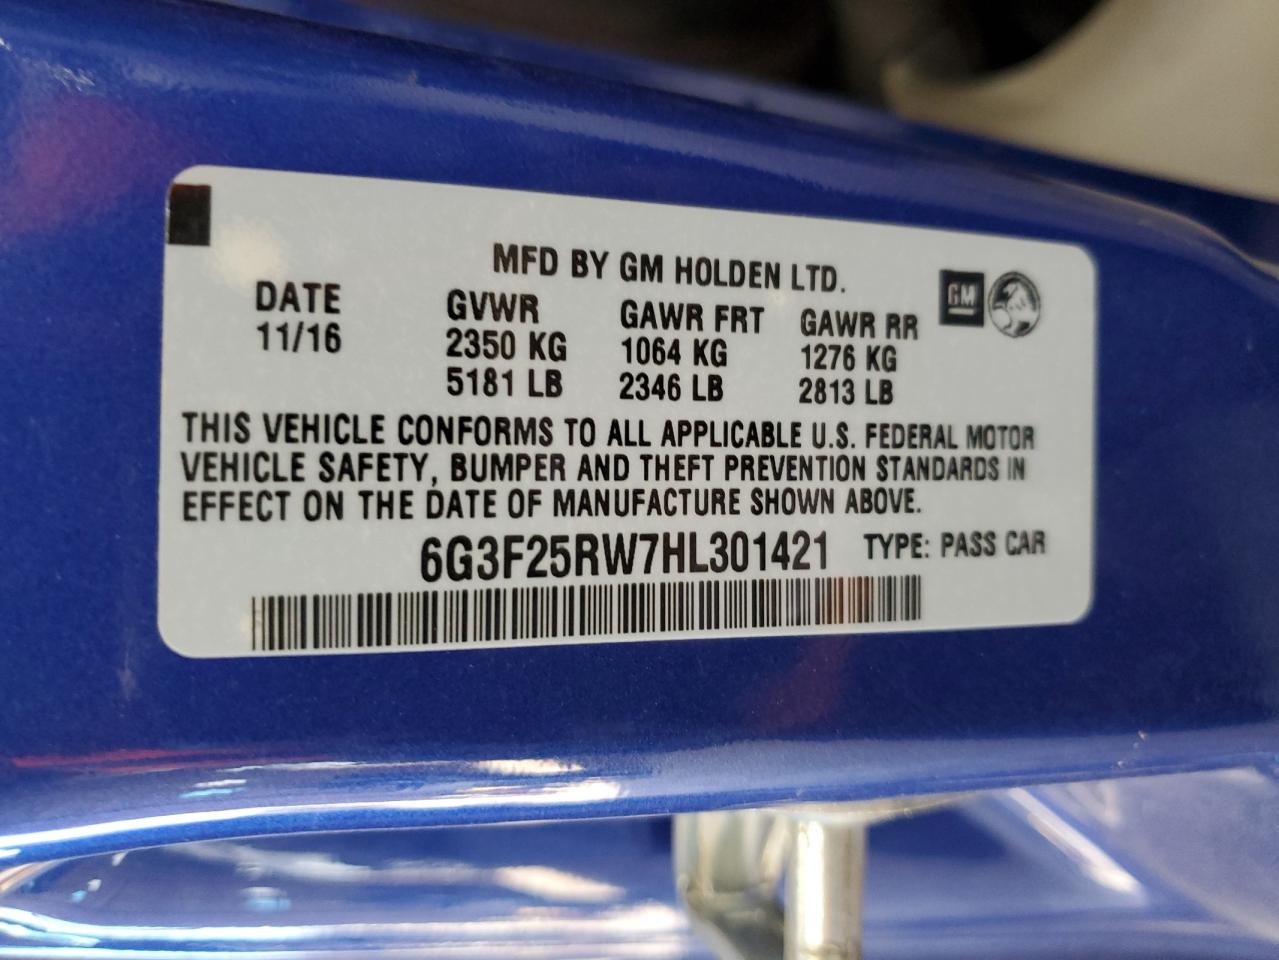 MFD BY GM HOLDEN LTD.
GM
DATE GVWR GAWR FRT GAWR RR
11/16 2350 KG 1064 KG 1276 KG
5181 LB 2346 LB 2813 LB
THIS VEHICLE CONFORMS TO ALL APPLICABLE U.S. FEDERAL MOTOR
VEHICLE SAFETY, BUMPER AND THEFT PREVENTION STANDARDS IN
EFFECT ON THE DATE OF MANUFACTURE SHOWN ABOVE.
6G3F25RW7HL301421 TYPE: PASS CAR